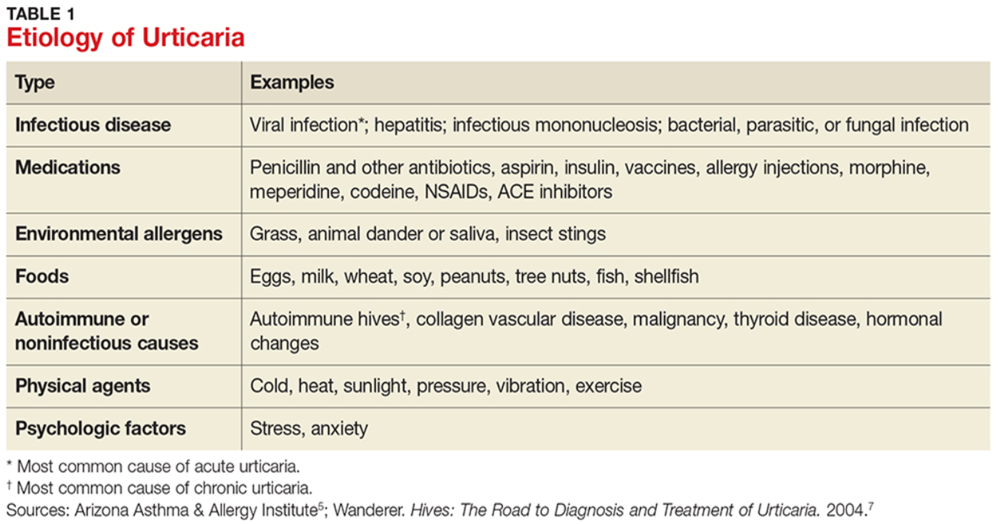 TABLE 1
Etiology of Urticaria
Type Examples
Infectious disease Viral infection*; hepatitis; infectious mononucleosis; bacterial, parasitic, or fungal infection
Medications Penicillin and other antibiotics, aspirin, insulin, vaccines, allergy injections, morphine,
meperidine, codeine, NSAIDs, ACE inhibitors
Environmental allergens Grass, animal dander or saliva, insect stings
Foods Eggs, milk, wheat, soy, peanuts, tree nuts, fish, shellfish
Autoimmune or Autoimmune hives†, collagen vascular disease, malignancy, thyroid disease, hormonal
noninfectious causes changes
Physical agents Cold, heat, sunlight, pressure, vibration, exercise
Psychologic factors Stress, anxiety
* Most common cause of acute urticaria.
† Most common cause of chronic urticaria.
Sources: Arizona Asthma & Allergy Institute⁵; Wanderer. Hives: The Road to Diagnosis and Treatment of Urticaria. 2004.⁷